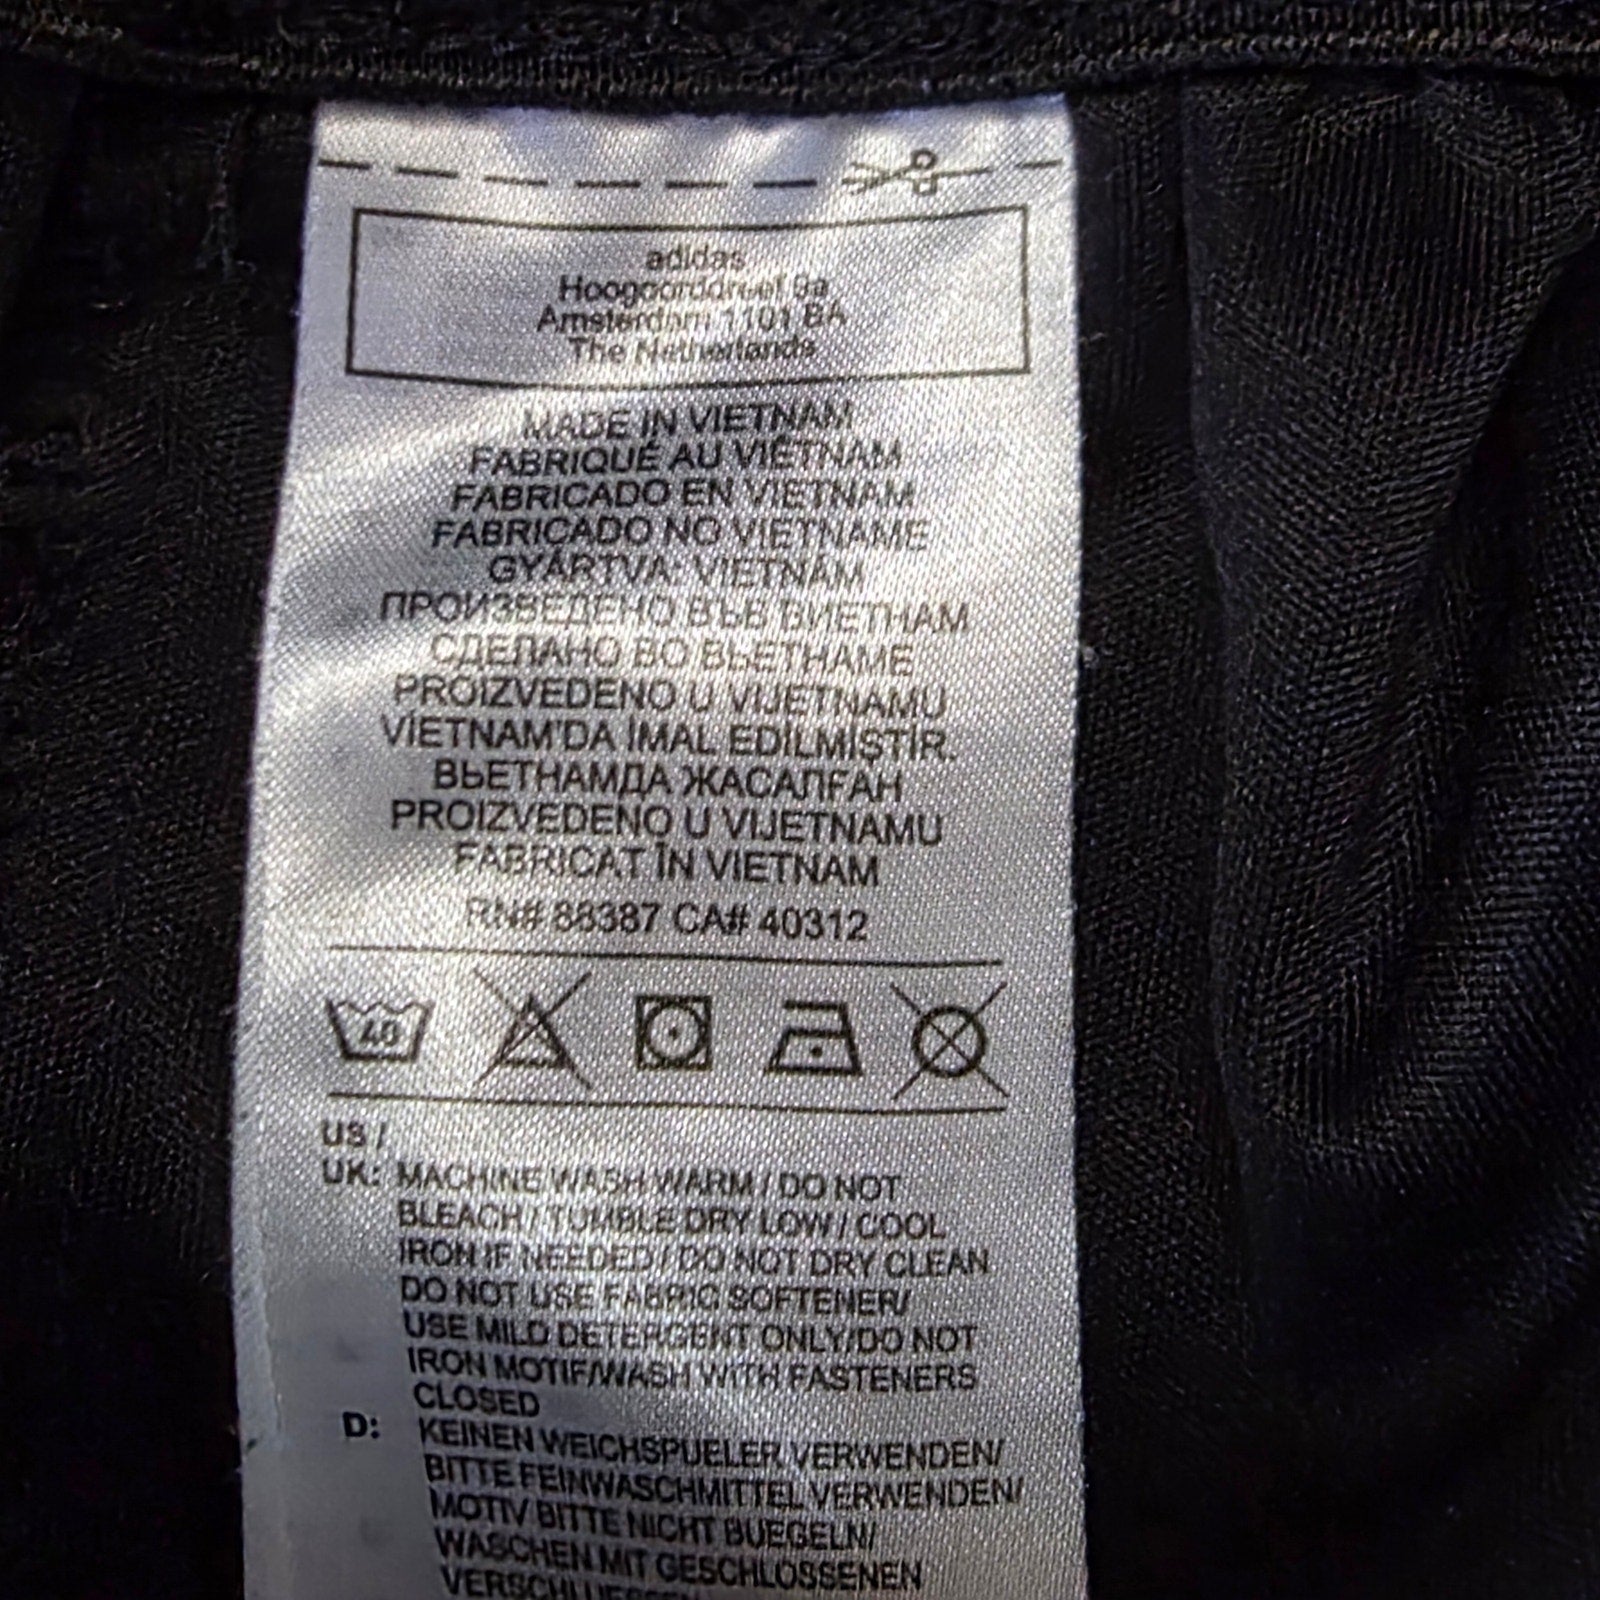 adidas
Hoogoorddreef 9a
Amsterdam 1101 BA
The Netherlands
MADE IN VIETNAM
FABRIQUÉ AU VIÊTNAM
FABRICADO EN VIETNAM
FABRICADO NO VIETNAME
GYÁRTVA: VIETNÁM
ПРОИЗВЕДЕНО ВЪВ ВИЕТНАМ
СДЕЛАНО ВО ВЬЕТНАМЕ
PROIZVEDENO U VIJETNAMU
VİETNAM'DA İMAL EDİLMİŞTİR.
ВЬЕТНАМДА ЖАСАЛҒАН
PROIZVEDENO U VIJETNAMU
FABRICAT ÎN VIETNAM
RN# 88387 CA# 40312
40
US /
UK: MACHINE WASH WARM / DO NOT
BLEACH / TUMBLE DRY LOW / COOL
IRON IF NEEDED / DO NOT DRY CLEAN
DO NOT USE FABRIC SOFTENER/
USE MILD DETERGENT ONLY/DO NOT
IRON MOTIF/WASH WITH FASTENERS
CLOSED
D: KEINEN WEICHSPUELER VERWENDEN/
BITTE FEINWASCHMITTEL VERWENDEN/
MOTIV BITTE NICHT BUEGELN/
WASCHEN MIT GESCHLOSSENEN